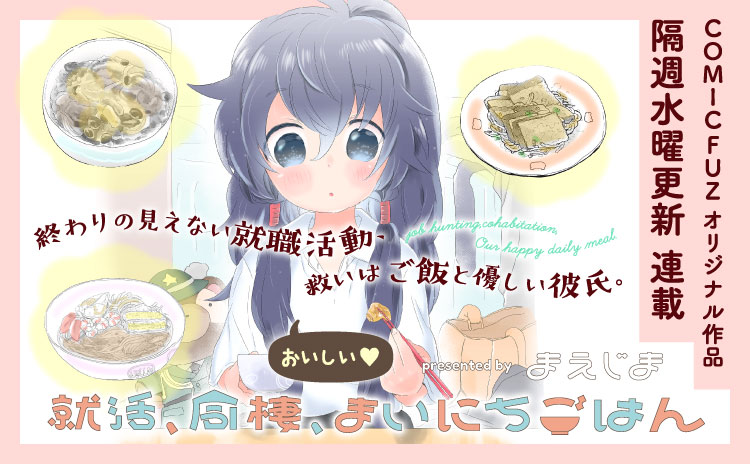 COMICFUZ オリジナル作品
隔週水曜更新 連載
終わりの見えない就職活動、
job hunting,cohabitation,
Our happy daily meal
救いはご飯と優しい彼氏。
おいしい♥
presented by まえじま
就活、同棲、まいにちごはん